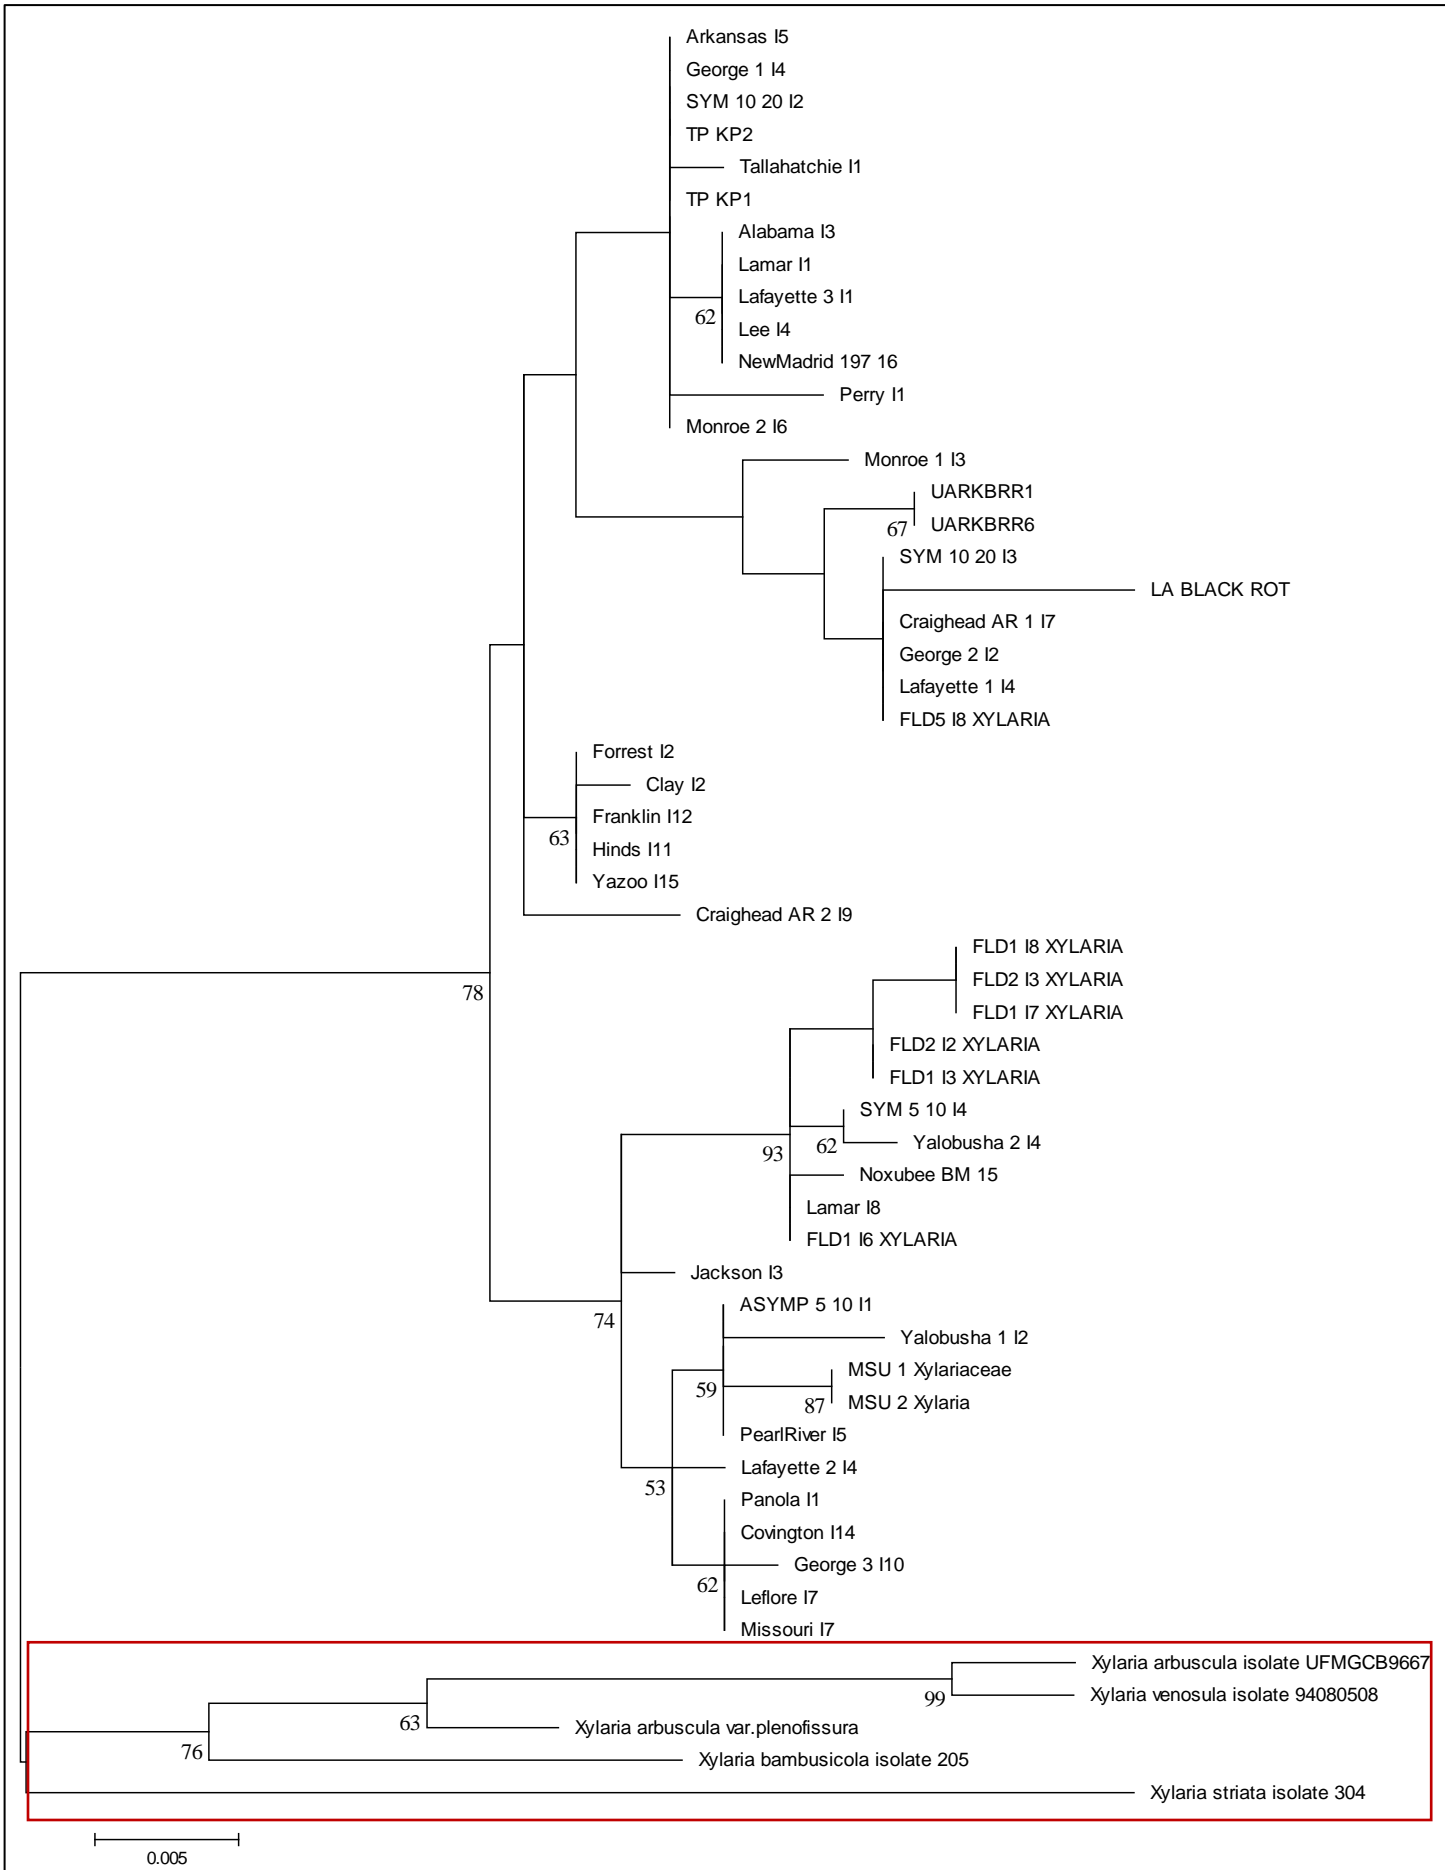 Arkansas I5
George 1 I4
SYM 10 20 I2
TP KP2
Tallahatchie I1
TP KP1
Alabama I3
Lamar I1
Lafayette 3 I1
62
Lee I4
NewMadrid 197 16
Perry I1
Monroe 2 I6
Monroe 1 I3
UARKBRR1
67
UARKBRR6
SYM 10 20 I3
LA BLACK ROT
Craighead AR 1 I7
George 2 I2
Lafayette 1 I4
FLD5 I8 XYLARIA
Forrest I2
Clay I2
Franklin I12
63
Hinds I11
Yazoo I15
Craighead AR 2 I9
FLD1 I8 XYLARIA
FLD2 I3 XYLARIA
78
FLD1 I7 XYLARIA
FLD2 I2 XYLARIA
FLD1 I3 XYLARIA
SYM 5 10 I4
62
Yalobusha 2 I4
93
Noxubee BM 15
Lamar I8
FLD1 I6 XYLARIA
Jackson I3
ASYMP 5 10 I1
74
Yalobusha 1 I2
MSU 1 Xylariaceae
59
MSU 2 Xylaria
87
PearlRiver I5
Lafayette 2 I4
53
Panola I1
Covington I14
George 3 I10
62
Leflore I7
Missouri I7
Xylaria arbuscula isolate UFMGCB9667
Xylaria venosula isolate 94080508
99
Xylaria arbuscula var.plenofissura
63
Xylaria bambusicola isolate 205
76
Xylaria striata isolate 304
0.005